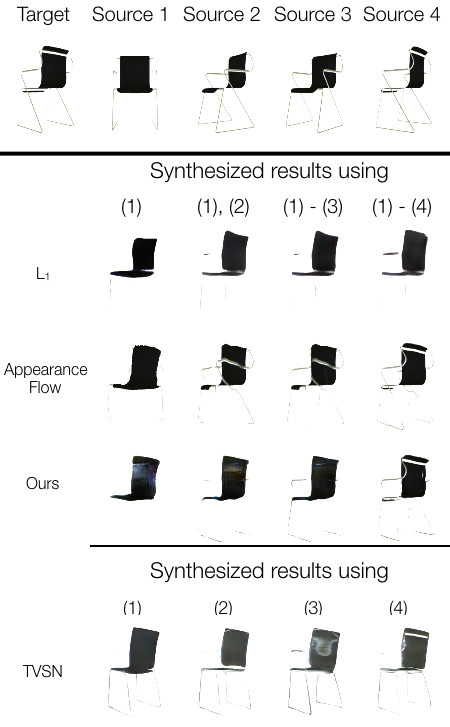 Target Source 1 Source 2 Source 3 Source 4
Synthesized results using
(1) (1), (2) (1) - (3) (1) - (4)
L₁
Appearance
Flow
Ours
Synthesized results using
(1) (2) (3) (4)
TVSN